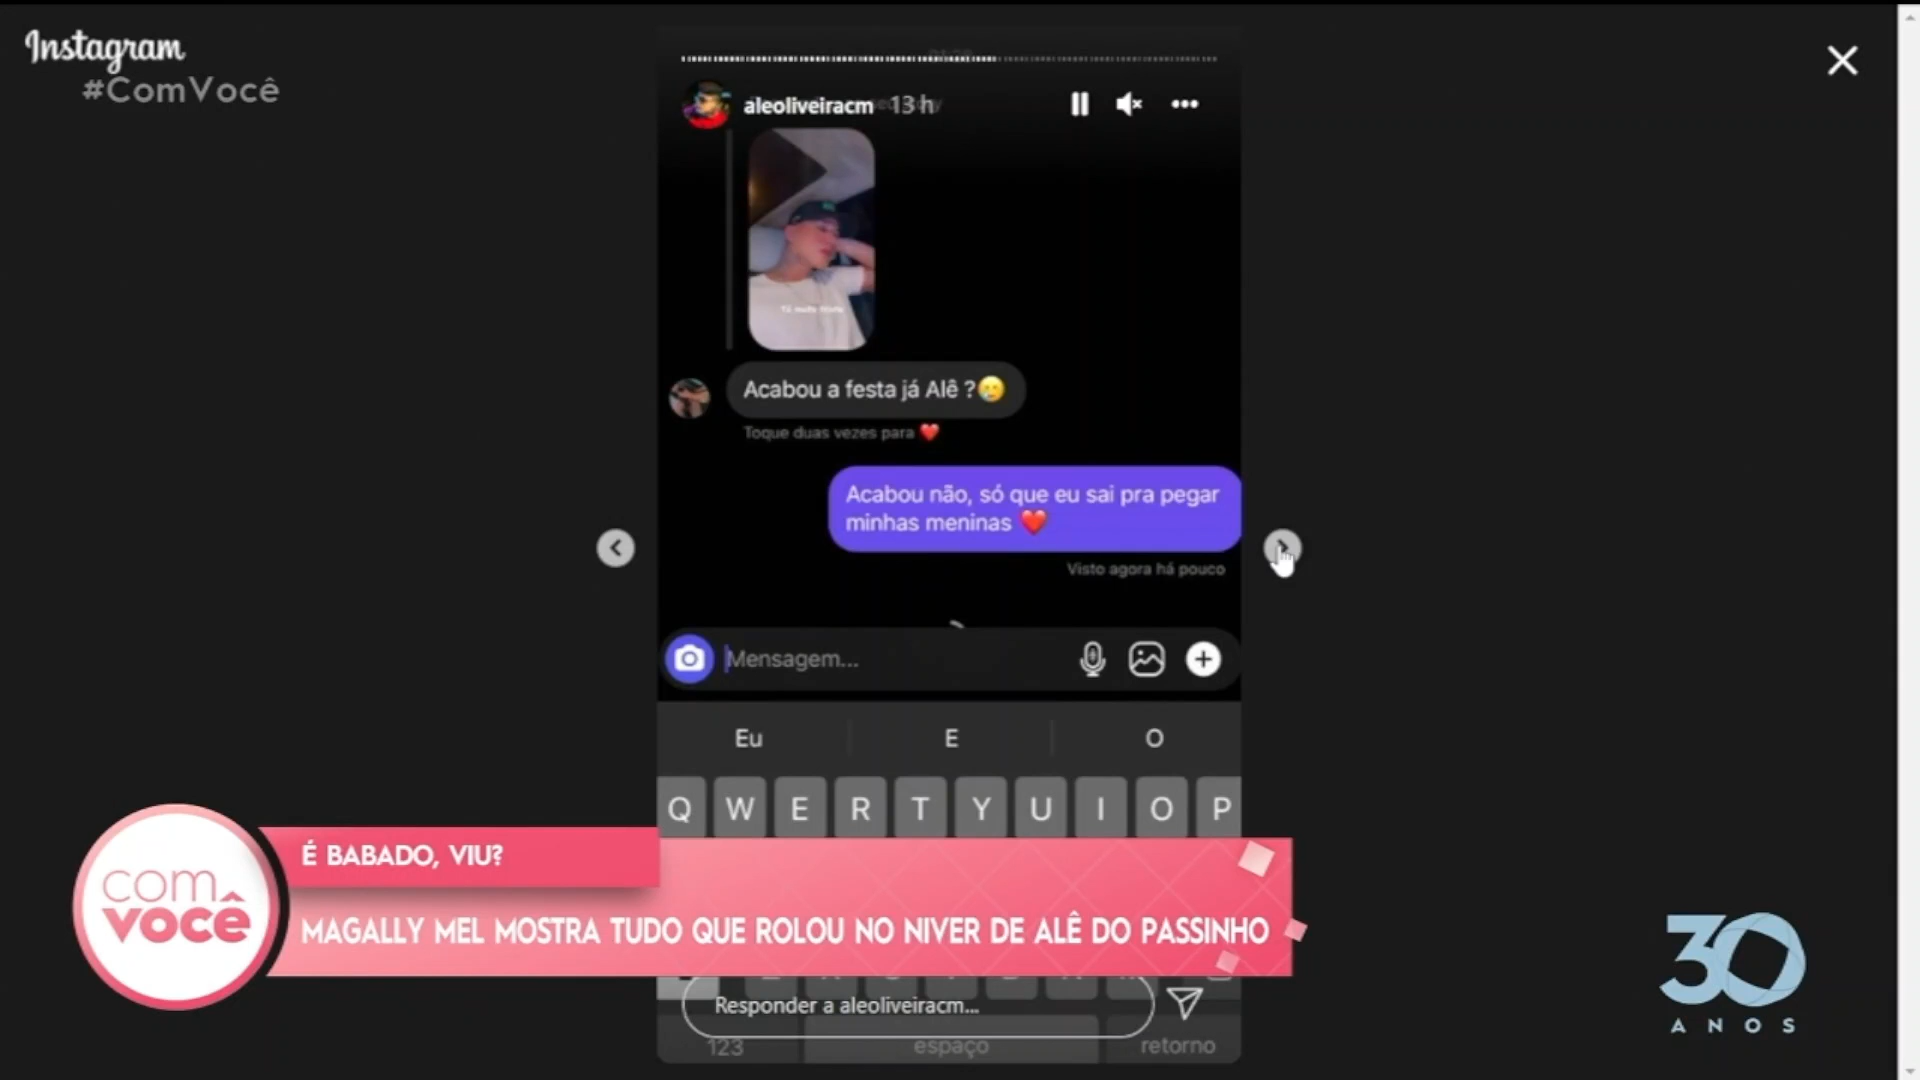 Instagram
#ComVocê
aleoliveiracm 13 h
Tá muito
Acabou a festa já Alê ?🥲
Toque duas vezes para ❤️
Acabou não, só que eu sai pra pegar
minhas meninas ❤️
Visto agora há pouco
Mensagem...
Eu E O
Q W E R T Y U I O P
É BABADO, VIU?
com
você
MAGALLY MEL MOSTRA TUDO QUE ROLOU NO NIVER DE ALÊ DO PASSINHO
Responder a aleoliveiracm...
123 espaço retorno
30
ANOS